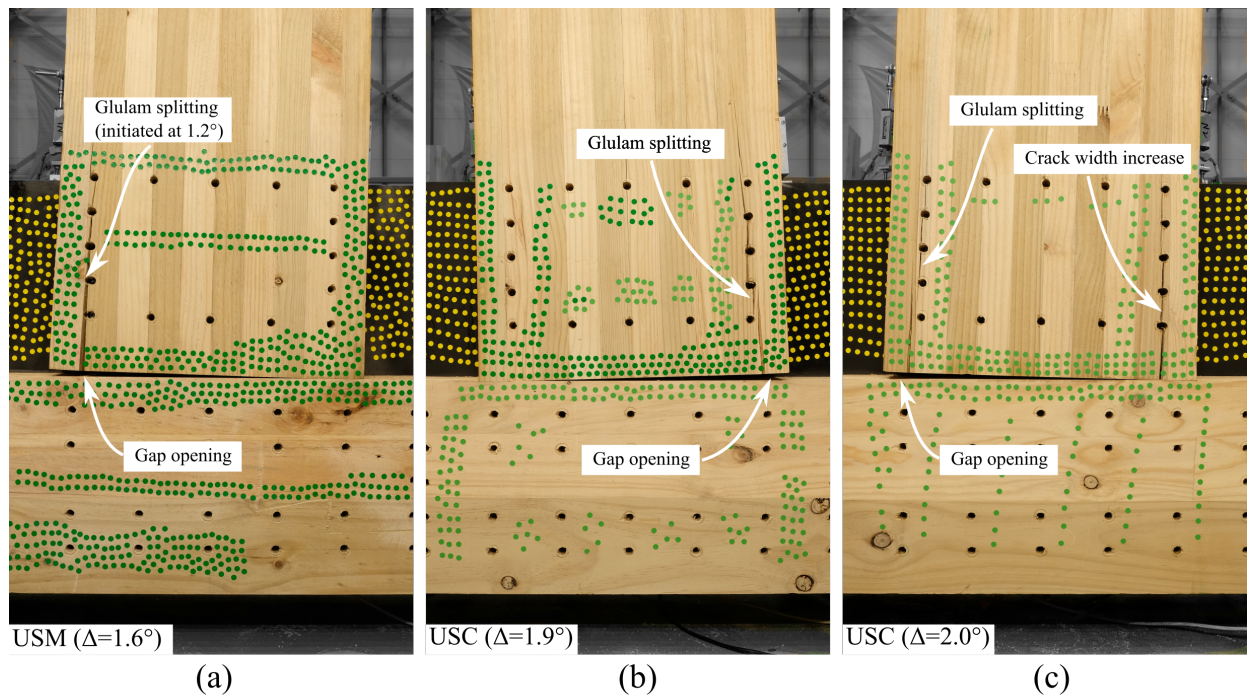 Glulam splitting
(initiated at 1.2°)
Gap opening
USM (Δ=1.6°)
(a)
Glulam splitting
Gap opening
USC (Δ=1.9°)
(b)
Glulam splitting
Crack width increase
Gap opening
USC (Δ=2.0°)
(c)